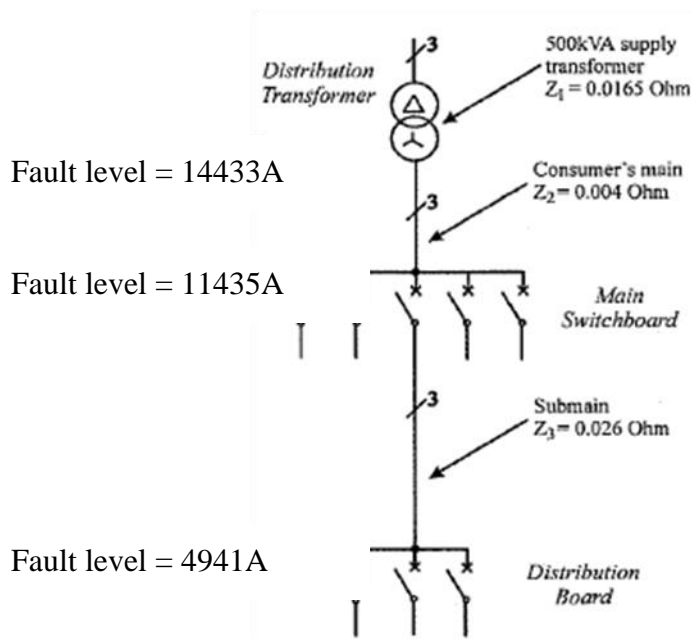 3
Distribution
Transformer
500kVA supply
transformer
Z₁ = 0.0165 Ohm
Fault level = 14433A
Consumer's main
Z₂ = 0.004 Ohm
3
Fault level = 11435A
Main
Switchboard
3
Submain
Z₃ = 0.026 Ohm
Fault level = 4941A
Distribution
Board